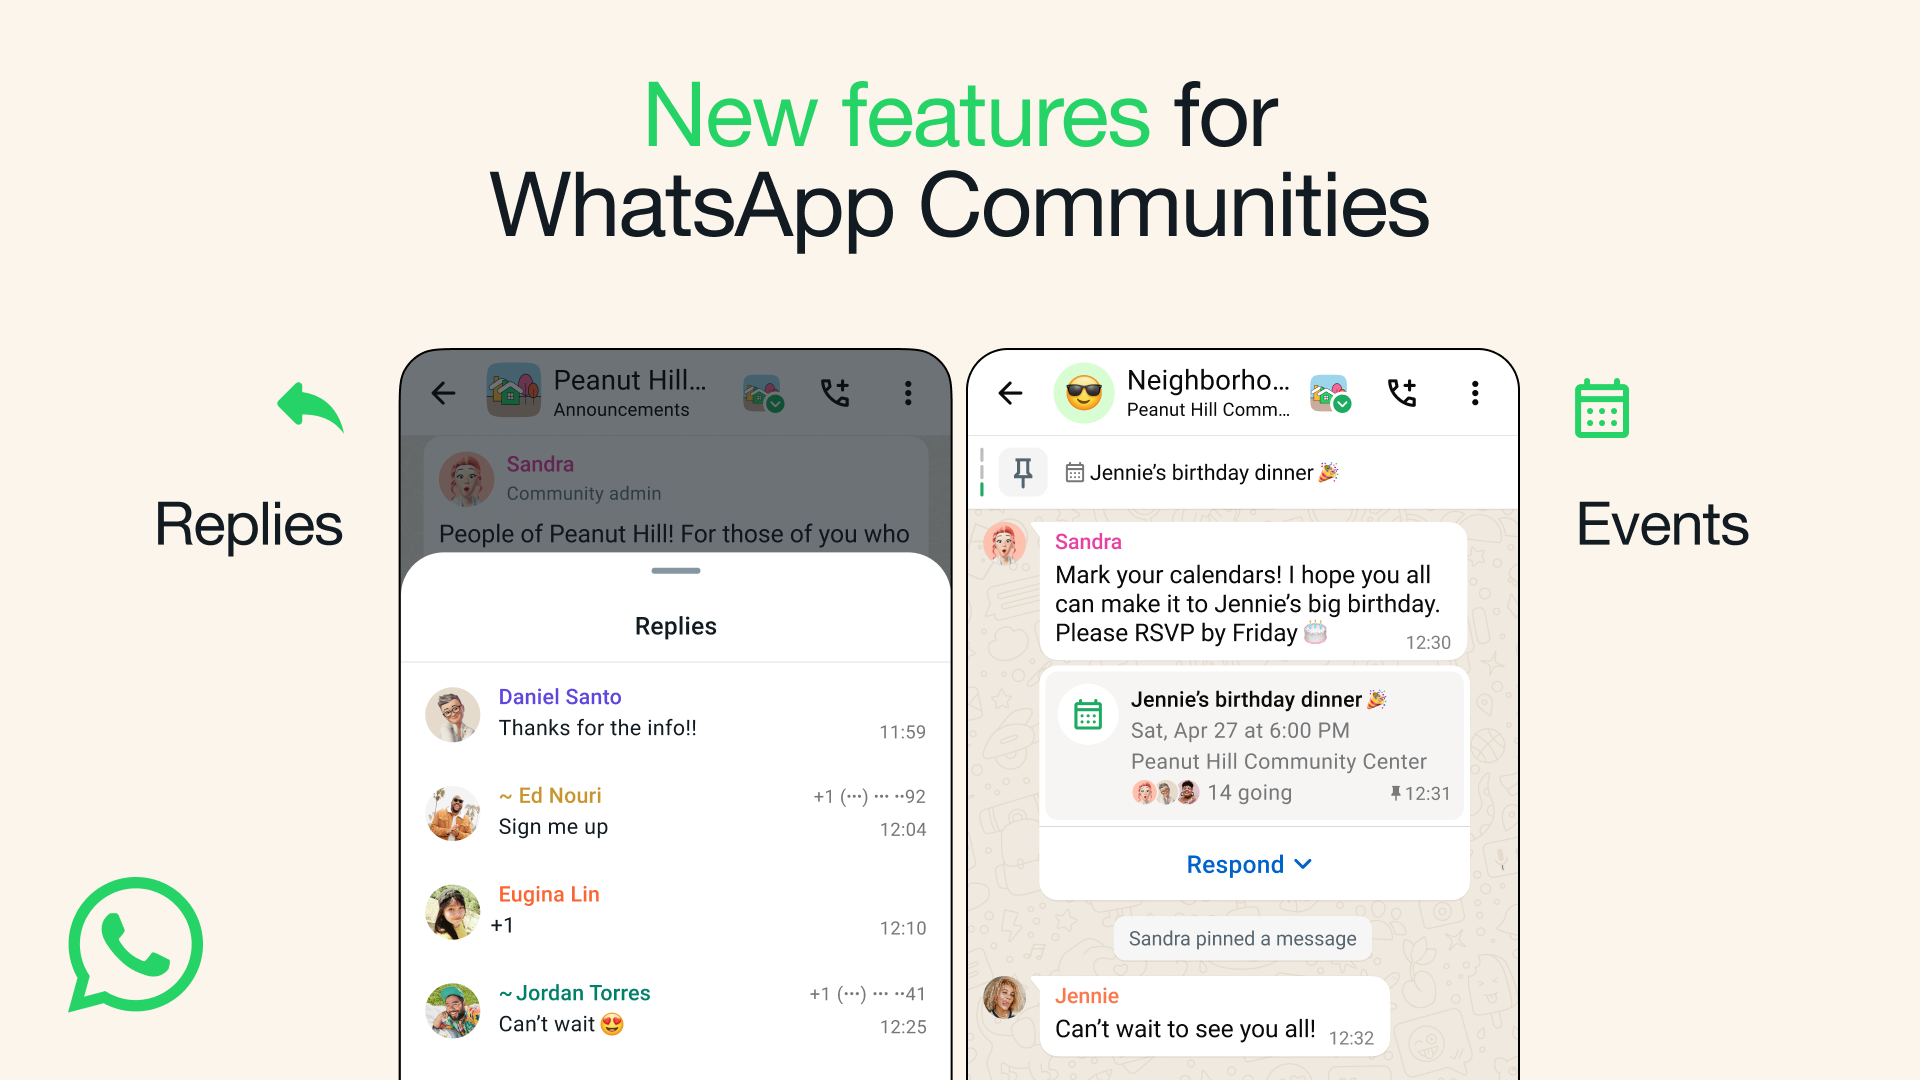 New features for
WhatsApp Communities
Replies
Peanut Hill...
Announcements
Sandra
Community admin
People of Peanut Hill! For those of you who
Replies
Daniel Santo
Thanks for the info!!
11:59
~ Ed Nouri
+1 (···) ··· ··92
Sign me up
12:04
Eugina Lin
+1
12:10
~Jordan Torres
+1 (···) ··· ··41
Can’t wait 😍
12:25
Neighborho...
Peanut Hill Comm...
Jennie’s birthday dinner 🎉
Sandra
Mark your calendars! I hope you all
can make it to Jennie’s big birthday.
Please RSVP by Friday 🎂
12:30
Jennie’s birthday dinner 🎉
Sat, Apr 27 at 6:00 PM
Peanut Hill Community Center
14 going
12:31
Respond
Sandra pinned a message
Jennie
Can’t wait to see you all!
12:32
Events